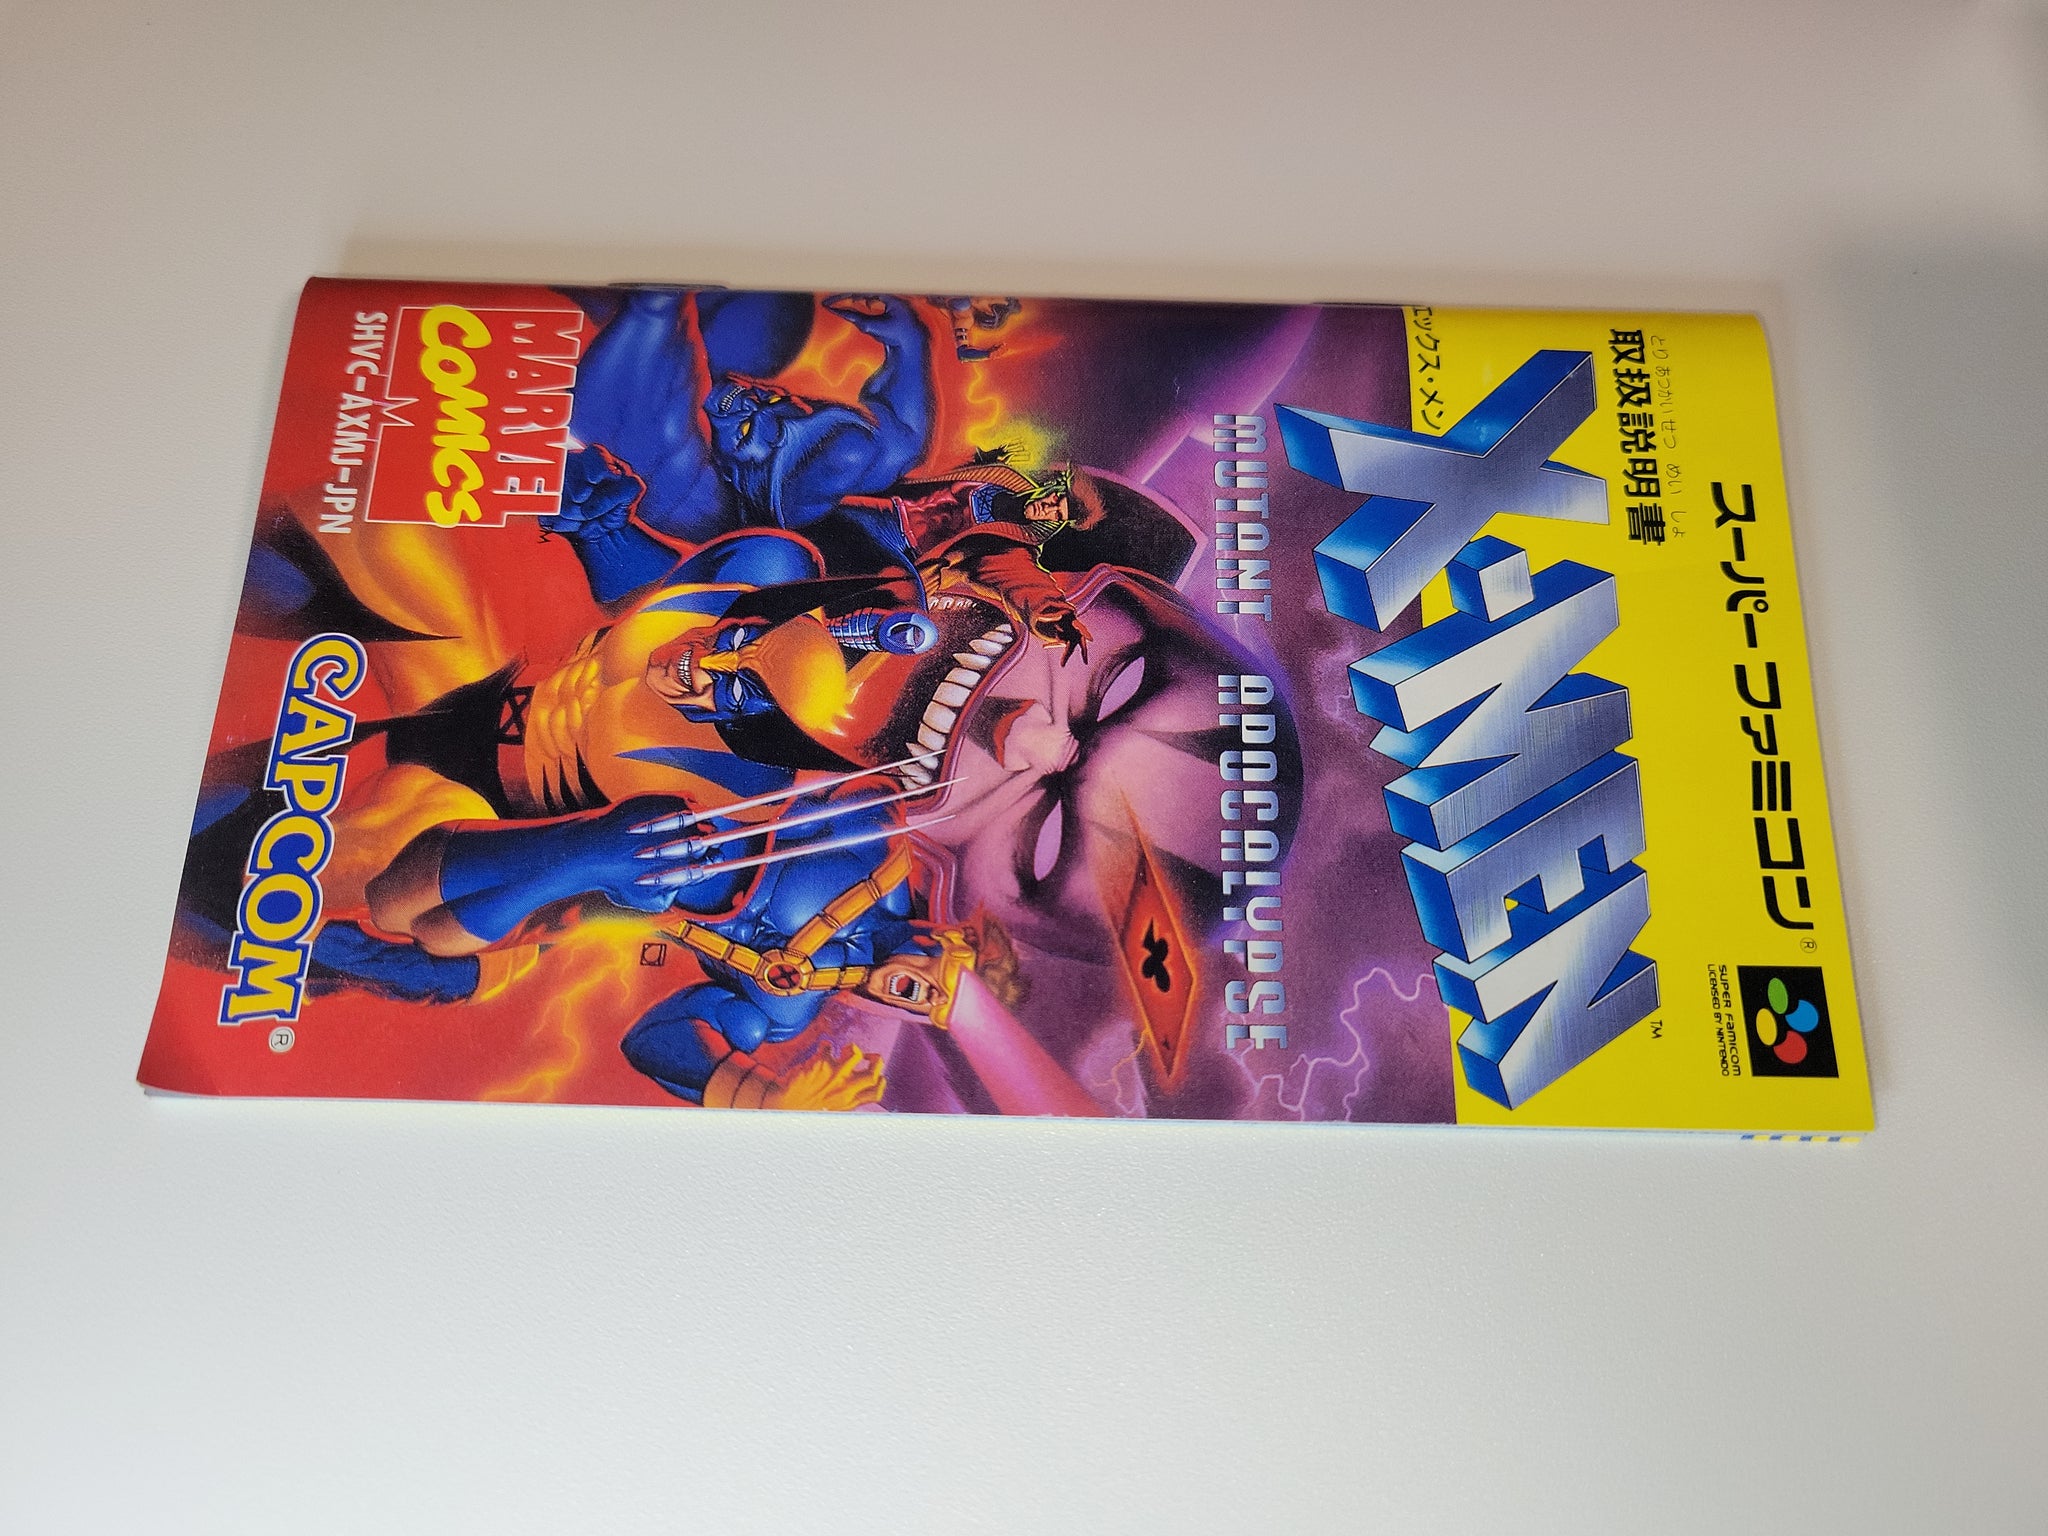 スーパーファミコン®
SUPER FAMICOM
LICENSED BY NINTENDO
とりあつかいせつめいしょ
取扱説明書
X-MEN™
エックス・メン
MUTANT APOCALYPSE
MARVEL
COMICS
TM
SHVC-AXMJ-JPN
CAPCOM®